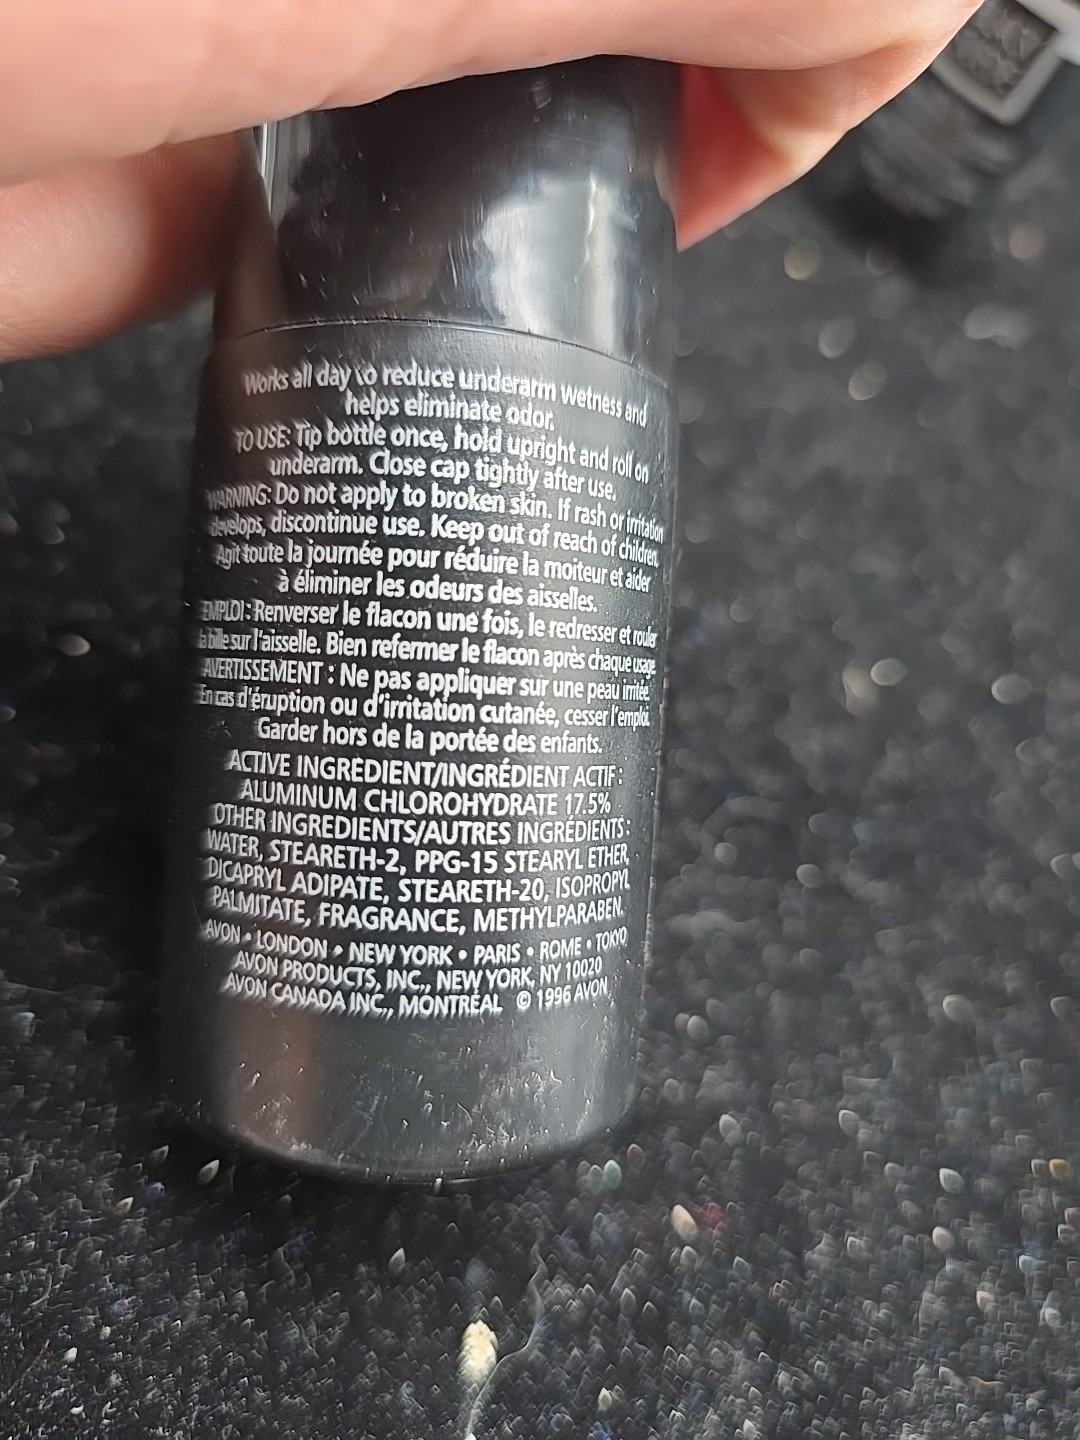 Works all day to reduce underarm wetness and
helps eliminate odor.
TO USE: Tip bottle once, hold upright and roll on
underarm. Close cap tightly after use.
WARNING: Do not apply to broken skin. If rash or irritation
develops, discontinue use. Keep out of reach of children.
Agit toute la journée pour réduire la moiteur et aider
à éliminer les odeurs des aisselles.
EMPLOI : Renverser le flacon une fois, le redresser et rouler
la bille sur l'aisselle. Bien refermer le flacon après chaque usage.
AVERTISSEMENT : Ne pas appliquer sur une peau irritée.
En cas d'éruption ou d'irritation cutanée, cesser l'emploi.
Garder hors de la portée des enfants.
ACTIVE INGREDIENT/INGRÉDIENT ACTIF :
ALUMINUM CHLOROHYDRATE 17.5%
OTHER INGREDIENTS/AUTRES INGRÉDIENTS :
WATER, STEARETH-2, PPG-15 STEARYL ETHER,
DICAPRYL ADIPATE, STEARETH-20, ISOPROPYL
PALMITATE, FRAGRANCE, METHYLPARABEN.
AVON • LONDON • NEW YORK • PARIS • ROME • TOKYO
AVON PRODUCTS, INC., NEW YORK, NY 10020
AVON CANADA INC., MONTRÉAL © 1996 AVON